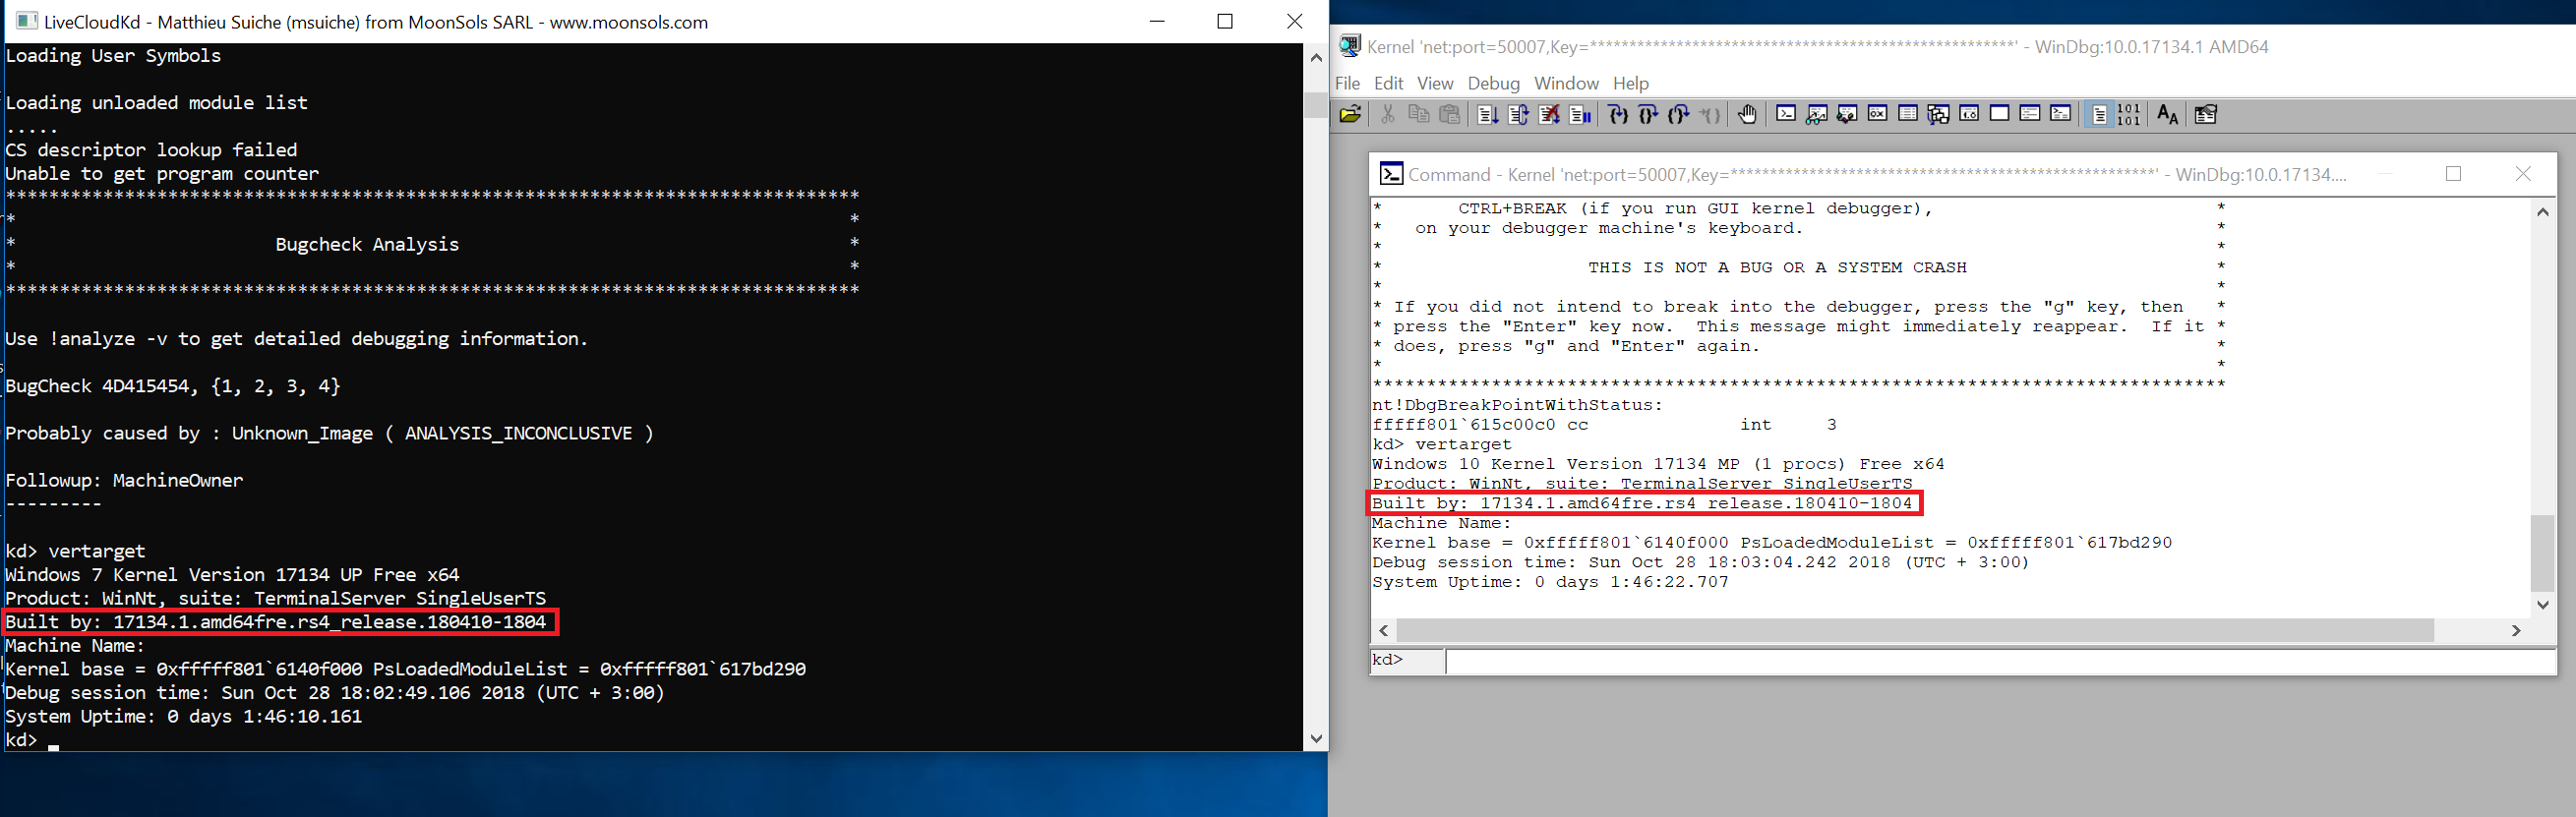 LiveCloudKd - Matthieu Suiche (msuiche) from MoonSols SARL - www.moonsols.com
Loading User Symbols
Loading unloaded module list
.....
CS descriptor lookup failed
Unable to get program counter
*******************************************************************************
*                                                                             *
*                        Bugcheck Analysis                                    *
*                                                                             *
*******************************************************************************
Use !analyze -v to get detailed debugging information.
BugCheck 4D415454, {1, 2, 3, 4}
Probably caused by : Unknown_Image ( ANALYSIS_INCONCLUSIVE )
Followup: MachineOwner
---------
kd> vertarget
Windows 7 Kernel Version 17134 UP Free x64
Product: WinNt, suite: TerminalServer SingleUserTS
Built by: 17134.1.amd64fre.rs4_release.180410-1804
Machine Name:
Kernel base = 0xfffff801`6140f000 PsLoadedModuleList = 0xfffff801`617bd290
Debug session time: Sun Oct 28 18:02:49.106 2018 (UTC + 3:00)
System Uptime: 0 days 1:46:10.161
kd>
Kernel 'net:port=50007,Key=****************************************************' - WinDbg:10.0.17134.1 AMD64
File Edit View Debug Window Help
Command - Kernel 'net:port=50007,Key=****************************************************' - WinDbg:10.0.17134....
*       CTRL+BREAK (if you run GUI kernel debugger),                           *
*   on your debugger machine's keyboard.                                       *
*                                                                              *
*                   THIS IS NOT A BUG OR A SYSTEM CRASH                        *
*                                                                              *
* If you did not intend to break into the debugger, press the "g" key, then    *
* press the "Enter" key now.  This message might immediately reappear.  If it  *
* does, press "g" and "Enter" again.                                           *
*                                                                              *
*******************************************************************************
nt!DbgBreakPointWithStatus:
fffff801`615c00c0 cc              int     3
kd> vertarget
Windows 10 Kernel Version 17134 MP (1 procs) Free x64
Product: WinNt, suite: TerminalServer SingleUserTS
Built by: 17134.1.amd64fre.rs4_release.180410-1804
Machine Name:
Kernel base = 0xfffff801`6140f000 PsLoadedModuleList = 0xfffff801`617bd290
Debug session time: Sun Oct 28 18:03:04.242 2018 (UTC + 3:00)
System Uptime: 0 days 1:46:22.707
kd>